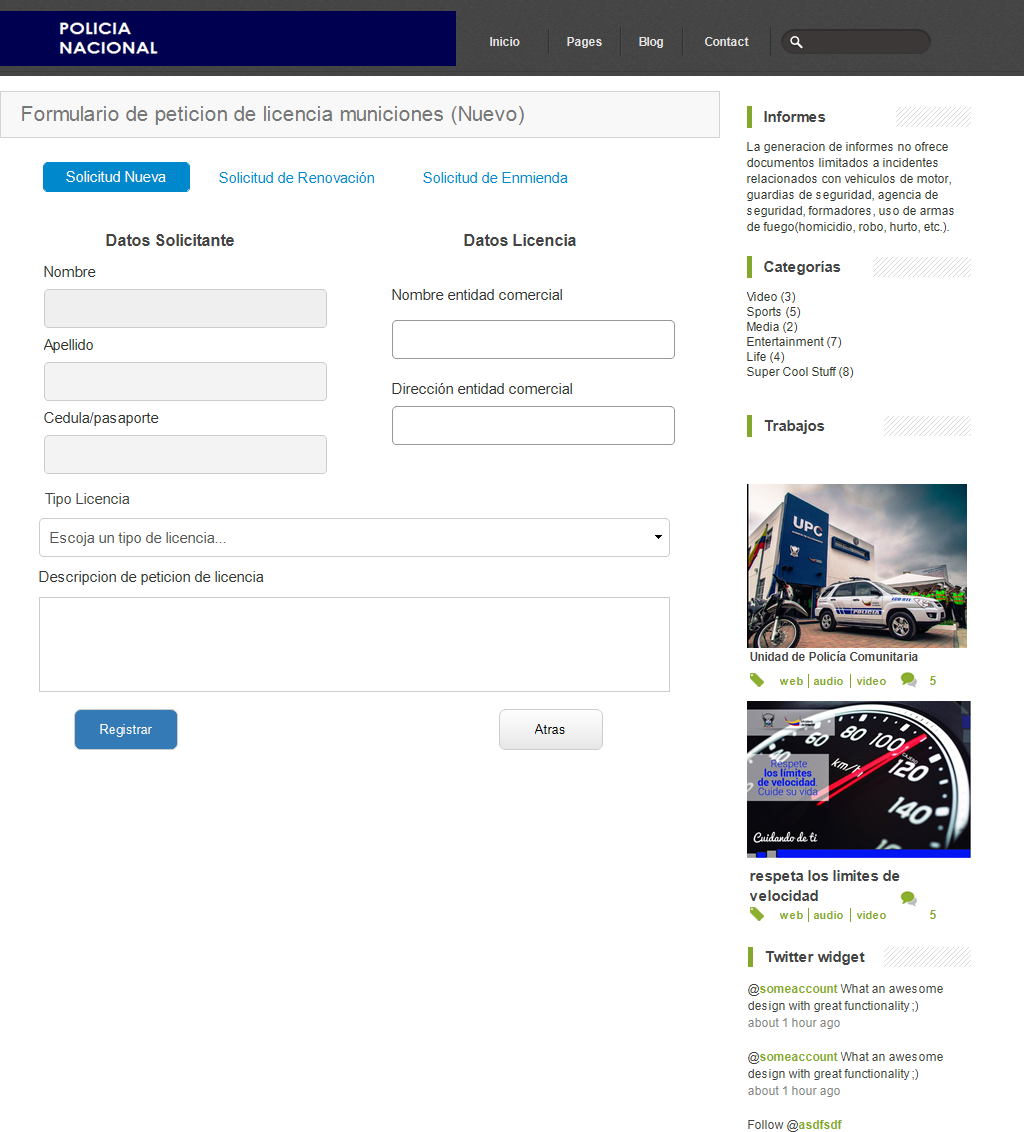 POLICIA
NACIONAL
Inicio
Pages
Blog
Contact
Formulario de peticion de licencia municiones (Nuevo)
Solicitud Nueva
Solicitud de Renovación
Solicitud de Enmienda
Datos Solicitante
Nombre
Apellido
Cedula/pasaporte
Datos Licencia
Nombre entidad comercial
Dirección entidad comercial
Tipo Licencia
Escoja un tipo de licencia...
Descripcion de peticion de licencia
Registrar
Atras
Informes
La generacion de informes no ofrece
documentos limitados a incidentes
relacionados con vehiculos de motor,
guardias de seguridad, agencia de
seguridad, formadores, uso de armas
de fuego(homicidio, robo, hurto, etc.).
Categorías
Video (3)
Sports (5)
Media (2)
Entertainment (7)
Life (4)
Super Cool Stuff (8)
Trabajos
UPC
POLICIA
Unidad de Policía Comunitaria
web | audio | video 5
60 80 100 120 140
km/h
Respete
los límites
de velocidad.
Cuide su vida
Cuidando de ti
respeta los limites de
velocidad
web | audio | video 5
Twitter widget
@someaccount What an awesome
design with great functionality ;)
about 1 hour ago
@someaccount What an awesome
design with great functionality ;)
about 1 hour ago
Follow @asdfsdf